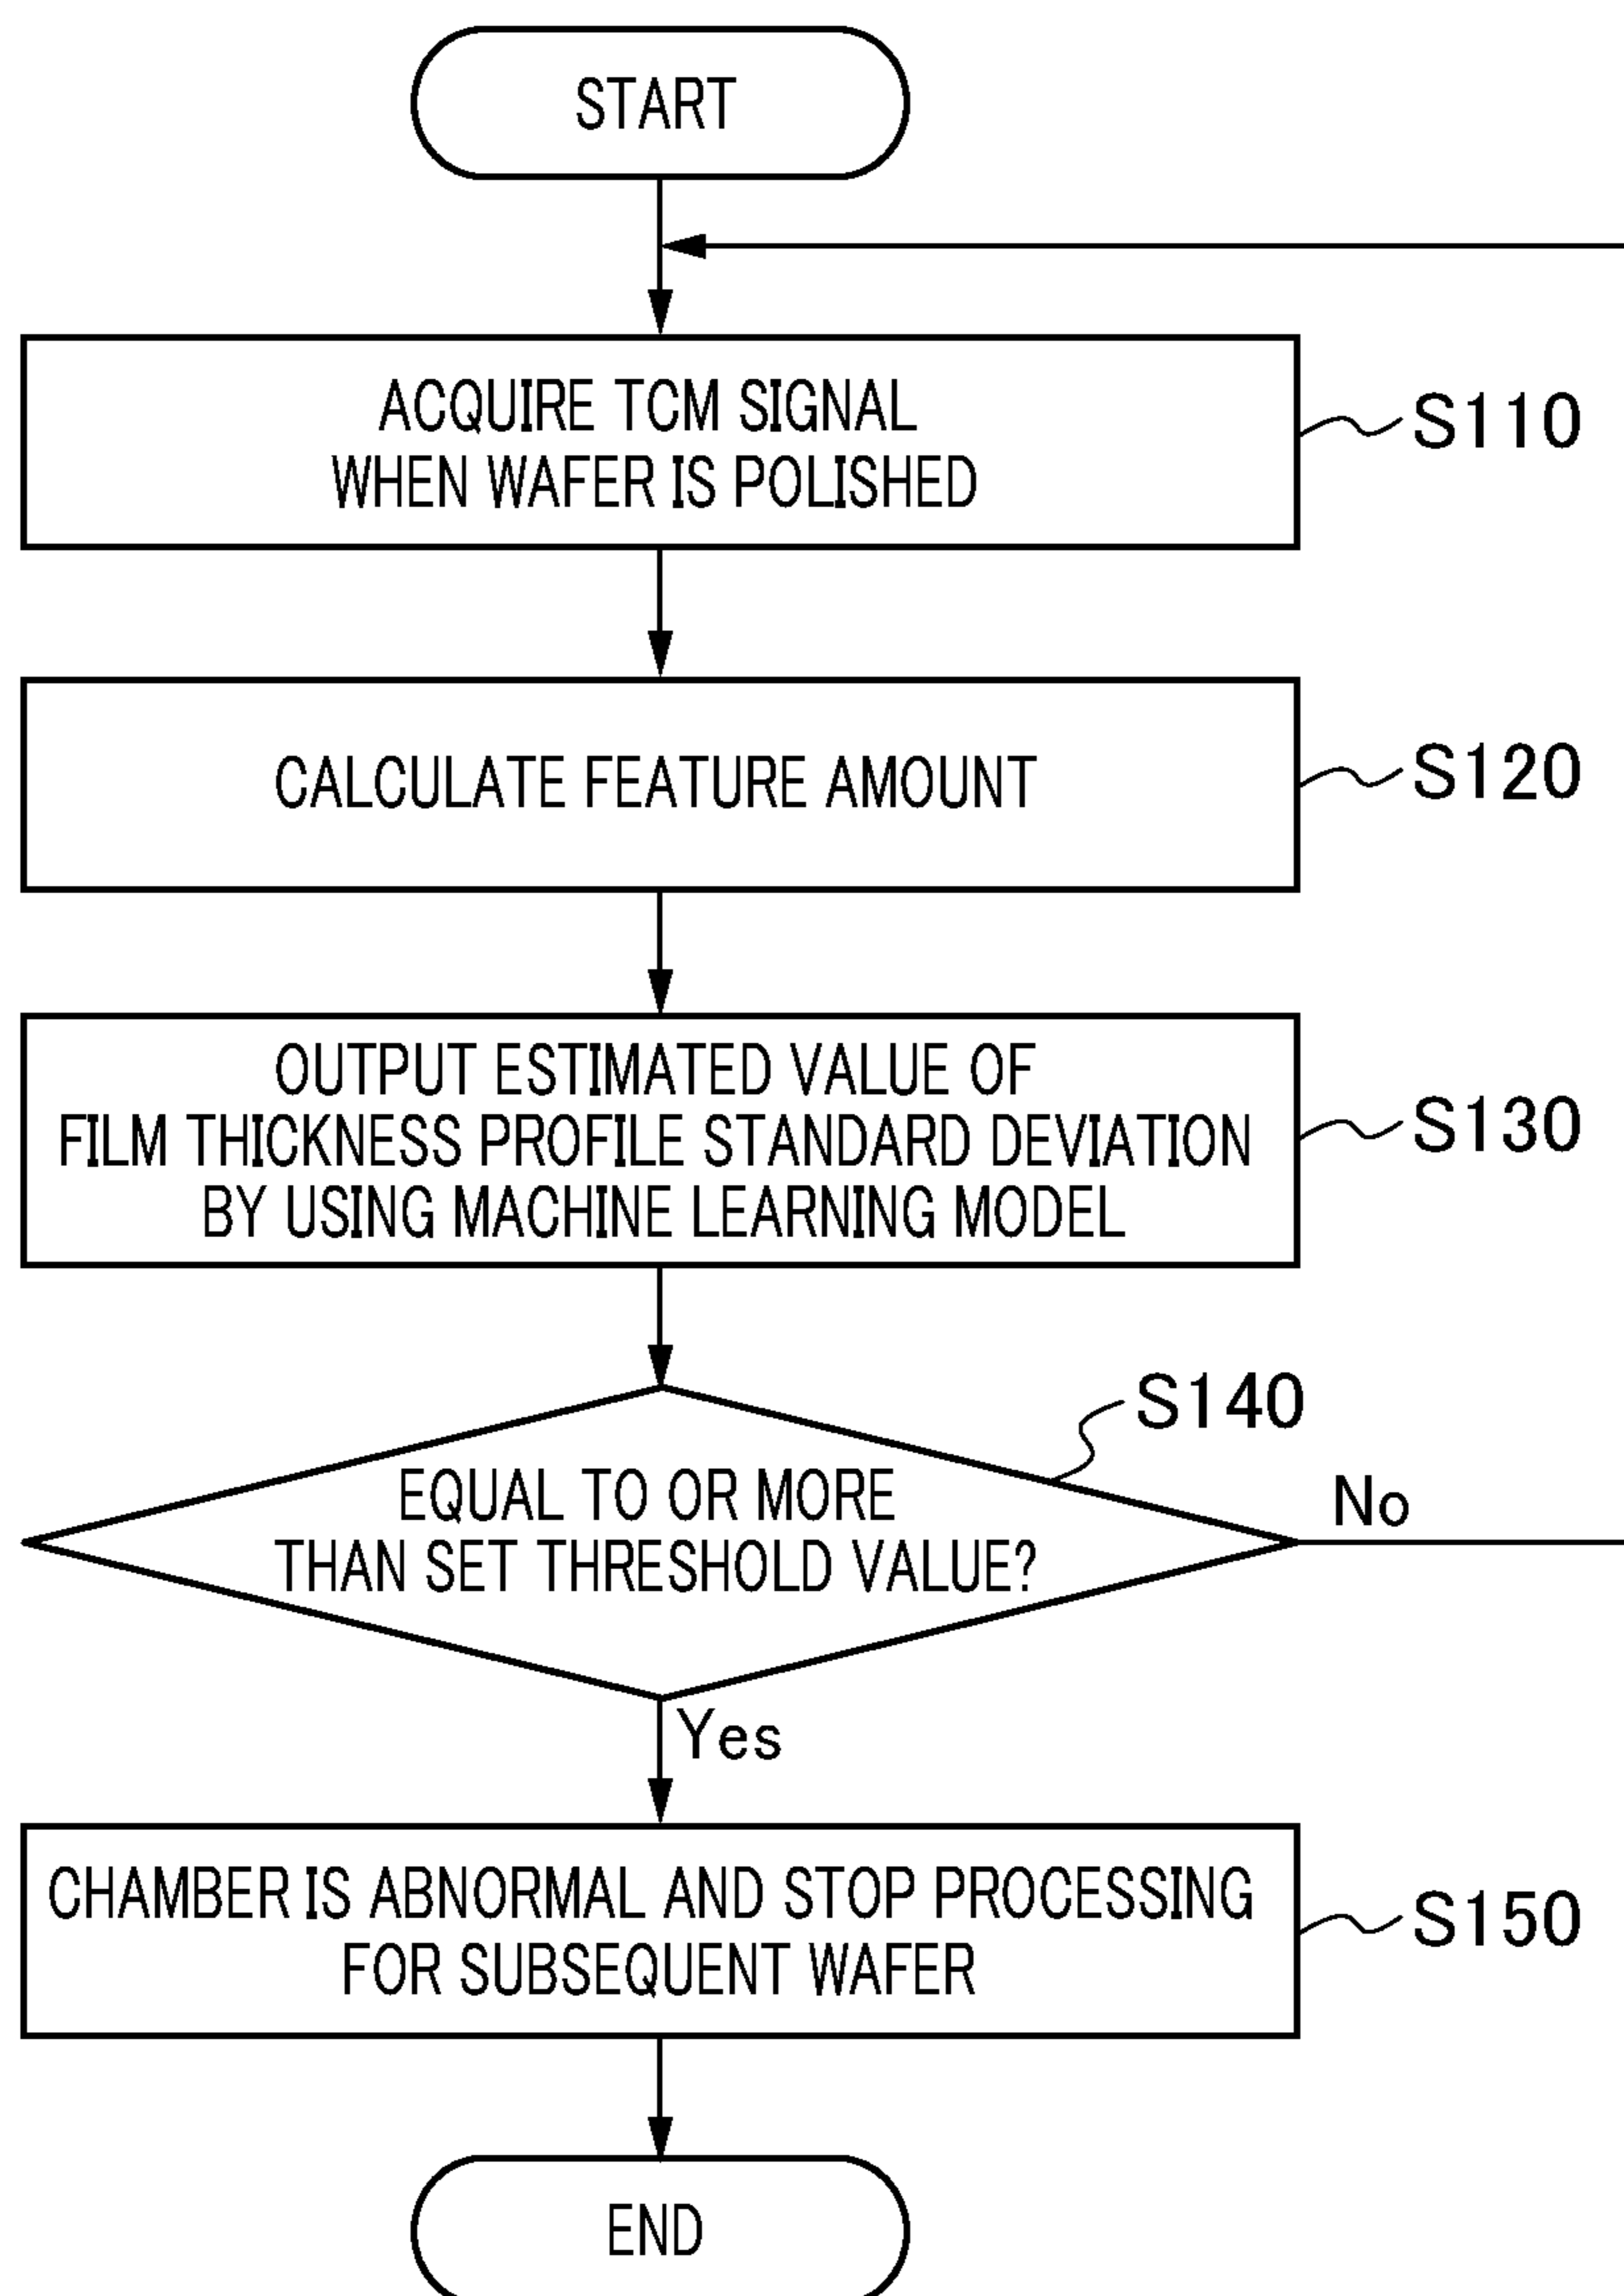 START
ACQUIRE TCM SIGNAL
WHEN WAFER IS POLISHED
S110
CALCULATE FEATURE AMOUNT
S120
OUTPUT ESTIMATED VALUE OF
FILM THICKNESS PROFILE STANDARD DEVIATION
BY USING MACHINE LEARNING MODEL
S130
S140
EQUAL TO OR MORE
THAN SET THRESHOLD VALUE?
No
Yes
CHAMBER IS ABNORMAL AND STOP PROCESSING
FOR SUBSEQUENT WAFER
S150
END